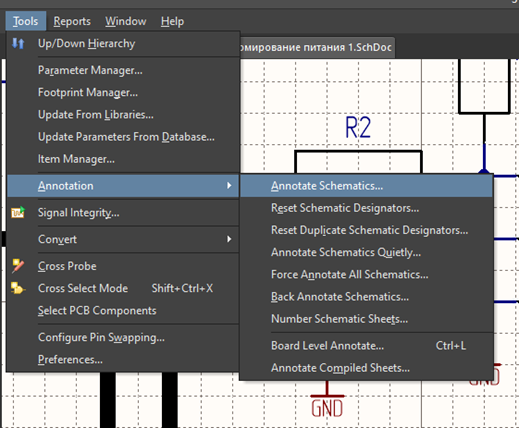 Tools Reports Window Help
Up/Down Hierarchy
омирование питания 1.SchDoc
Parameter Manager...
Footprint Manager...
Update From Libraries...
Update Parameters From Database...
Item Manager...
R2
Annotation
Annotate Schematics...
Signal Integrity...
Reset Schematic Designators...
Reset Duplicate Schematic Designators...
Convert
Annotate Schematics Quietly...
Cross Probe
Force Annotate All Schematics...
Cross Select Mode Shift+Ctrl+X
Back Annotate Schematics...
Select PCB Components
Number Schematic Sheets...
Configure Pin Swapping...
Board Level Annotate... Ctrl+L
Preferences...
Annotate Compiled Sheets...
GND
GND